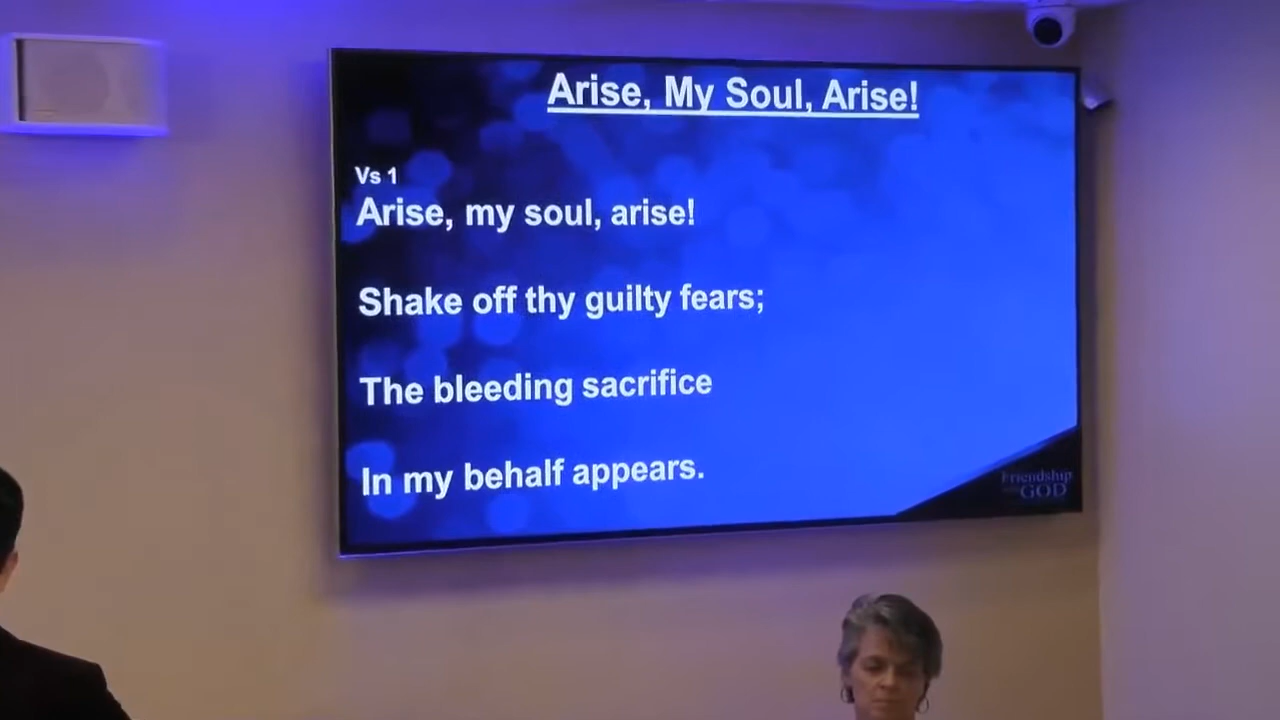 Arise, My Soul, Arise!
Vs 1
Arise, my soul, arise!
Shake off thy guilty fears;
The bleeding sacrifice
In my behalf appears.
Friendship
GOD